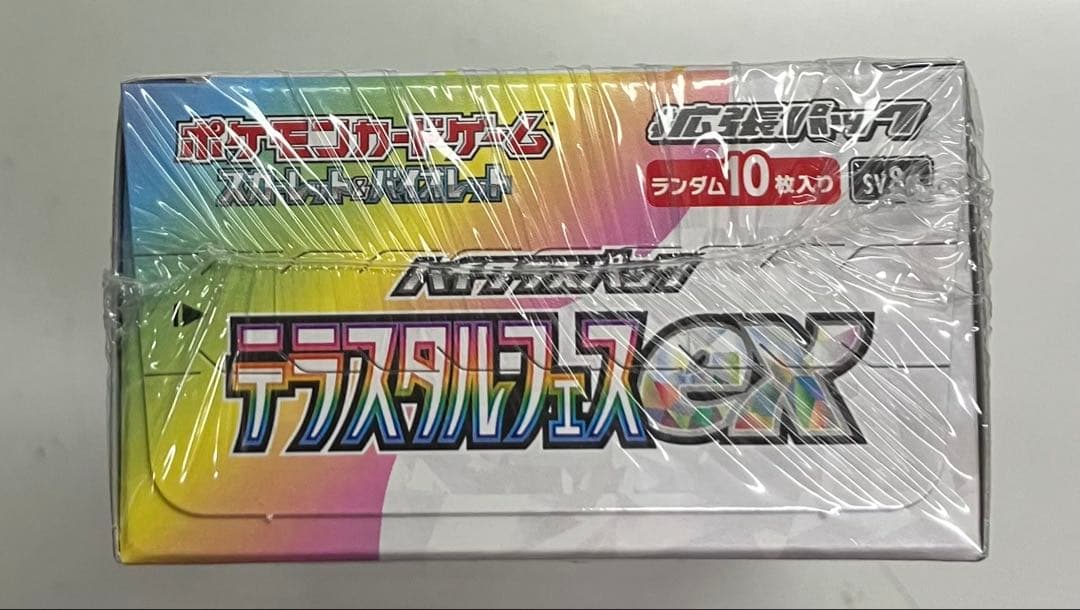 ポケモンカードゲーム
スカーレット&バイオレット
拡張パック
ランダム10枚入り
SV8a
ハイクラスパック
テラスタルフェスex